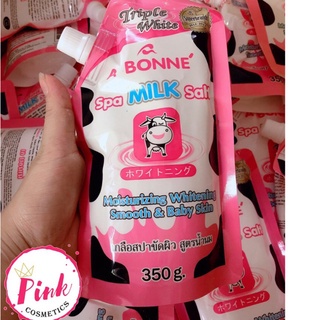 Triple
White
BONNE
Spa MILK Salt
ホワイトニング
Moisturizing Whitening
Smooth & Baby Skin
เกลือสปาขัดผิว สูตรน้ำนม
350 g.
Pink
COSMETICS